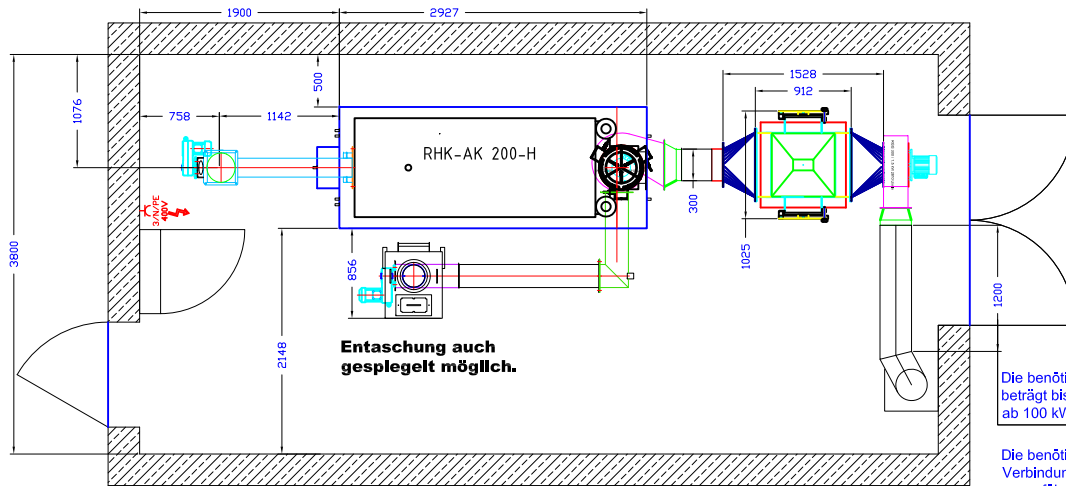 1900
2927
1528
912
500
1076
758
1142
RHK-AK 200-H
300
1025
3/N/PE
400V
3800
856
2148
1200
Entaschung auch
gespiegelt möglich.
Die benöti
beträgt bis
ab 100 kW
Die benöti
Verbindun